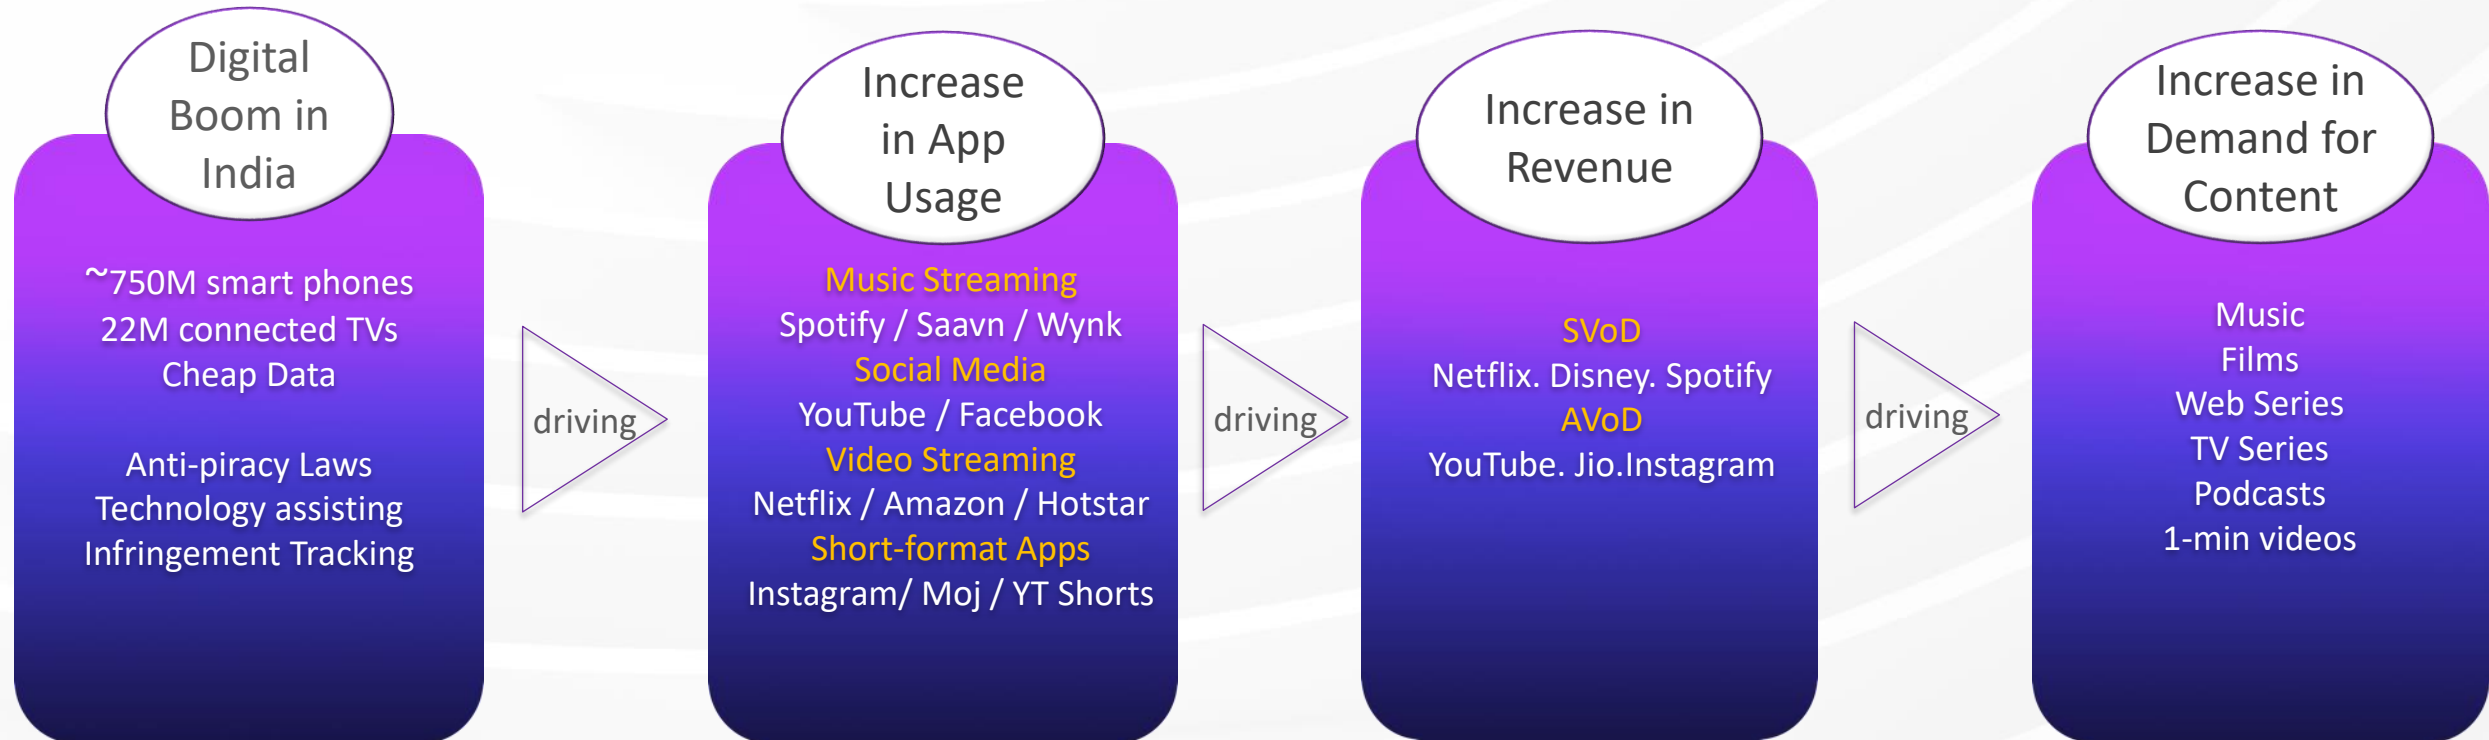 Digital
Boom in
India
~750M smart phones
22M connected TVs
Cheap Data
Anti-piracy Laws
Technology assisting
Infringement Tracking
driving
Increase
in App
Usage
Music Streaming
Spotify / Saavn / Wynk
Social Media
YouTube / Facebook
Video Streaming
Netflix / Amazon / Hotstar
Short-format Apps
Instagram/ Moj / YT Shorts
driving
Increase in
Revenue
SVoD
Netflix. Disney. Spotify
AVoD
YouTube. Jio.Instagram
driving
Increase in
Demand for
Content
Music
Films
Web Series
TV Series
Podcasts
1-min videos